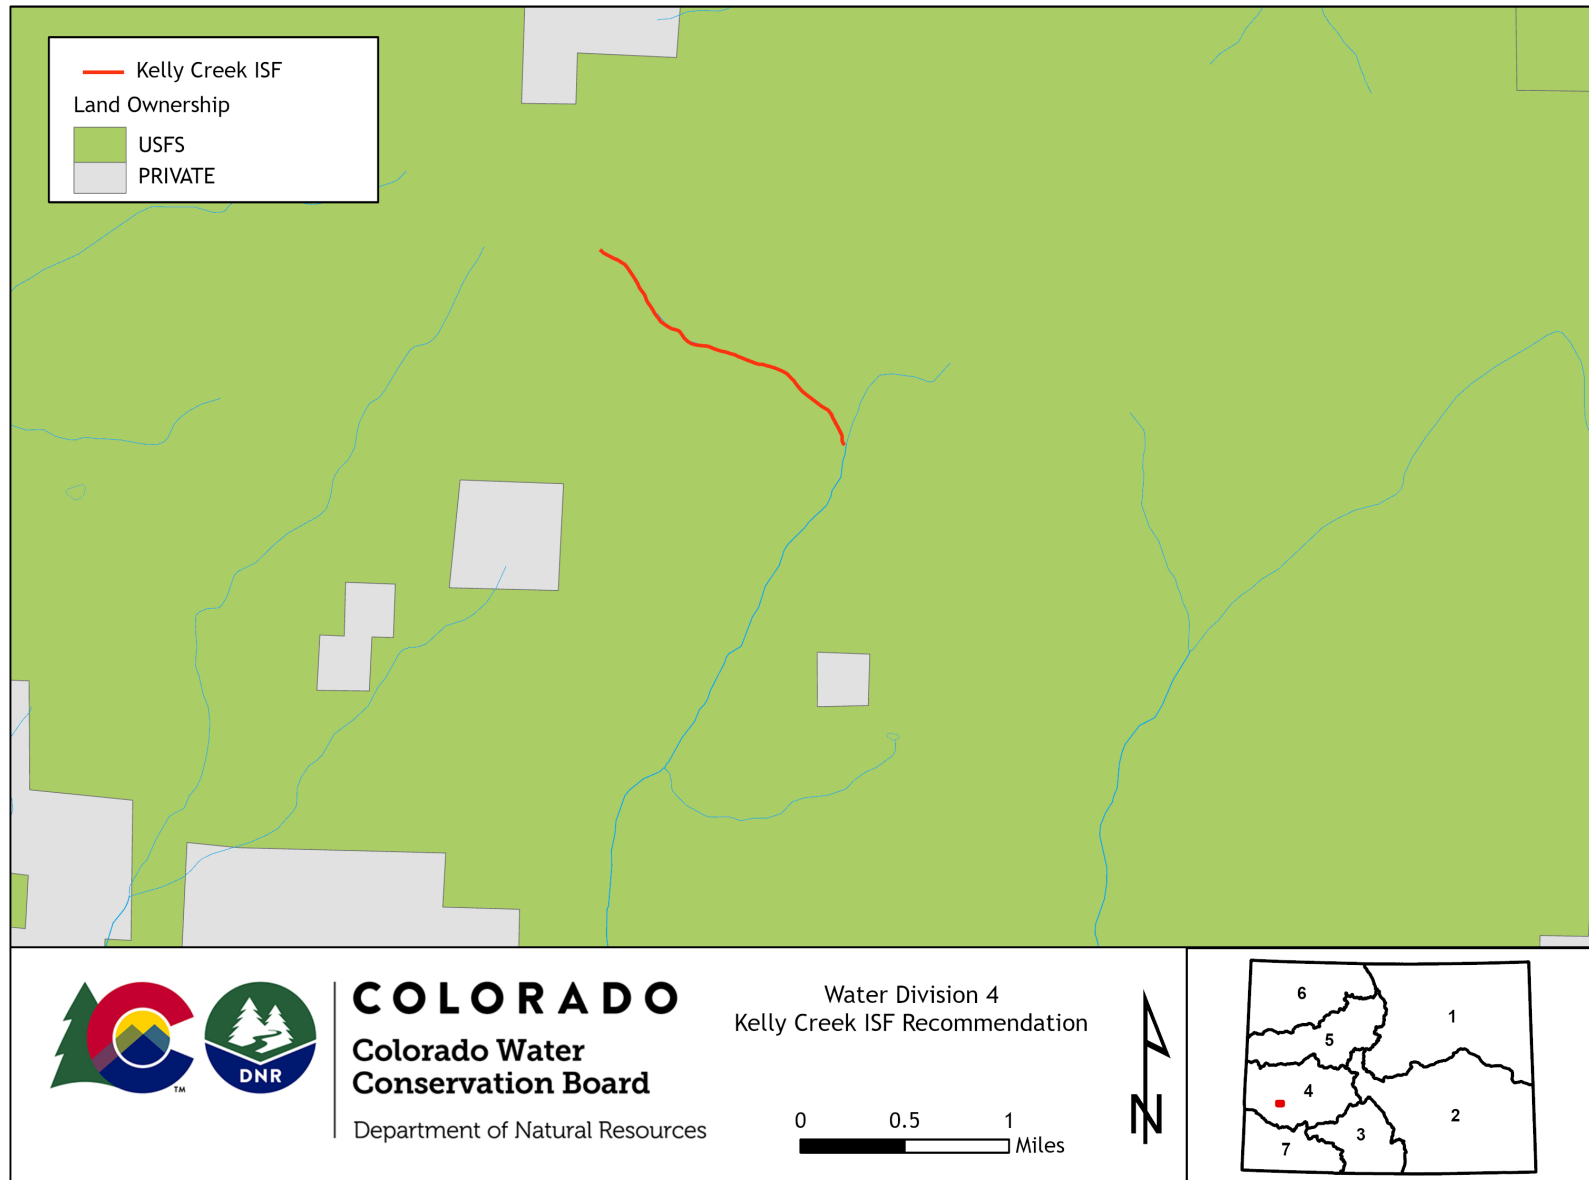 Kelly Creek ISF
Land Ownership
USFS
PRIVATE
COLORADO
Colorado Water
Conservation Board
Department of Natural Resources
DNR
TM
Water Division 4
Kelly Creek ISF Recommendation
0 0.5 1
Miles
N
6
1
5
4
2
3
7